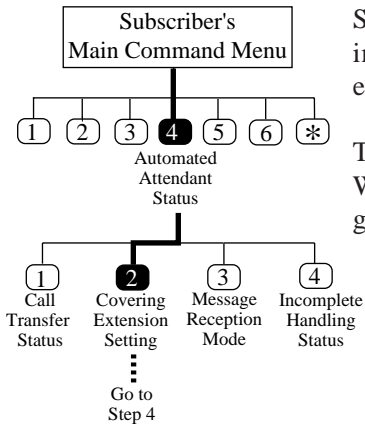 Subscriber's
Main Command Menu
1 2 3 4 5 6 *
Automated
Attendant
Status
1 2 3 4
Call
Transfer
Status
Covering
Extension
Setting
Message
Reception
Mode
Incomplete
Handling
Status
Go to
Step 4
S
in
e
T
W
g